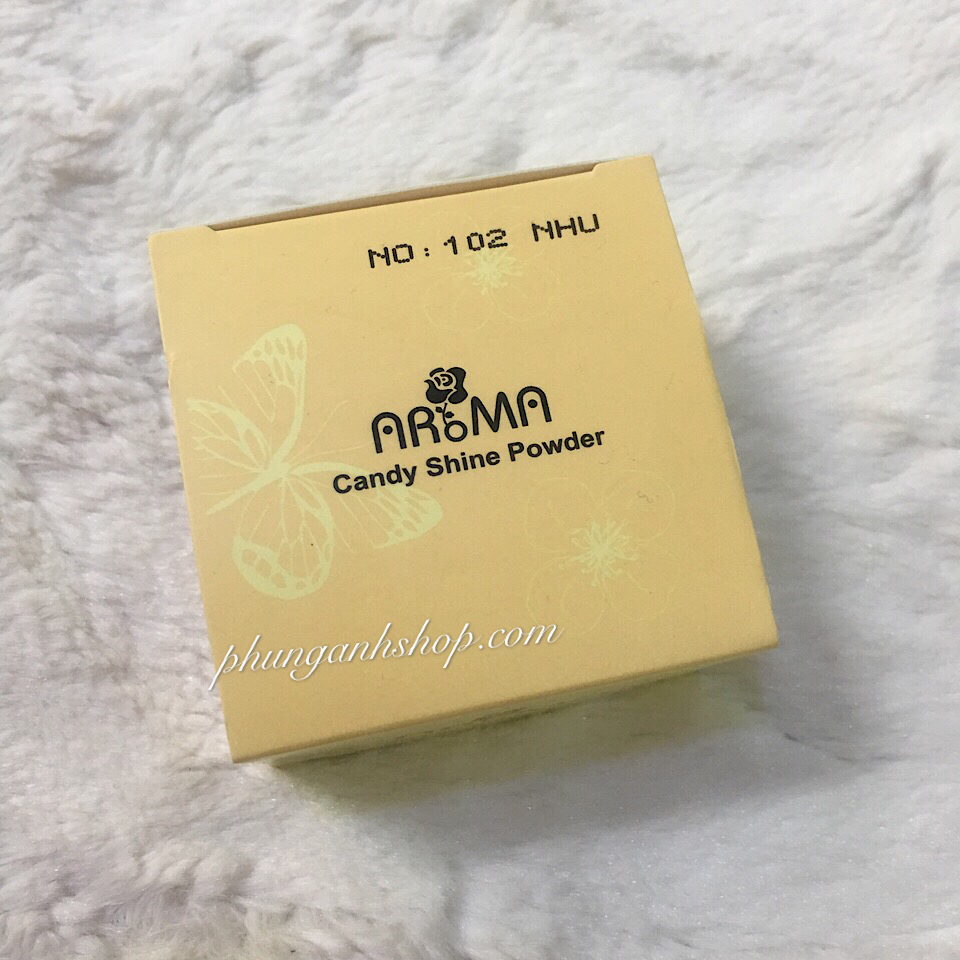 NO: 102 NHU
AROMA
Candy Shine Powder
phunganhshop.com